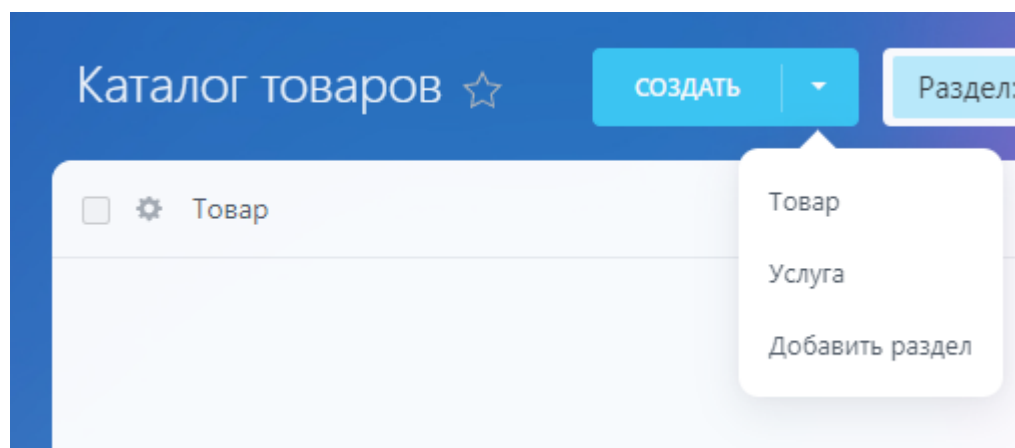 Каталог товаров
СОЗДАТЬ
Раздел:
Товар
Товар
Услуга
Добавить раздел